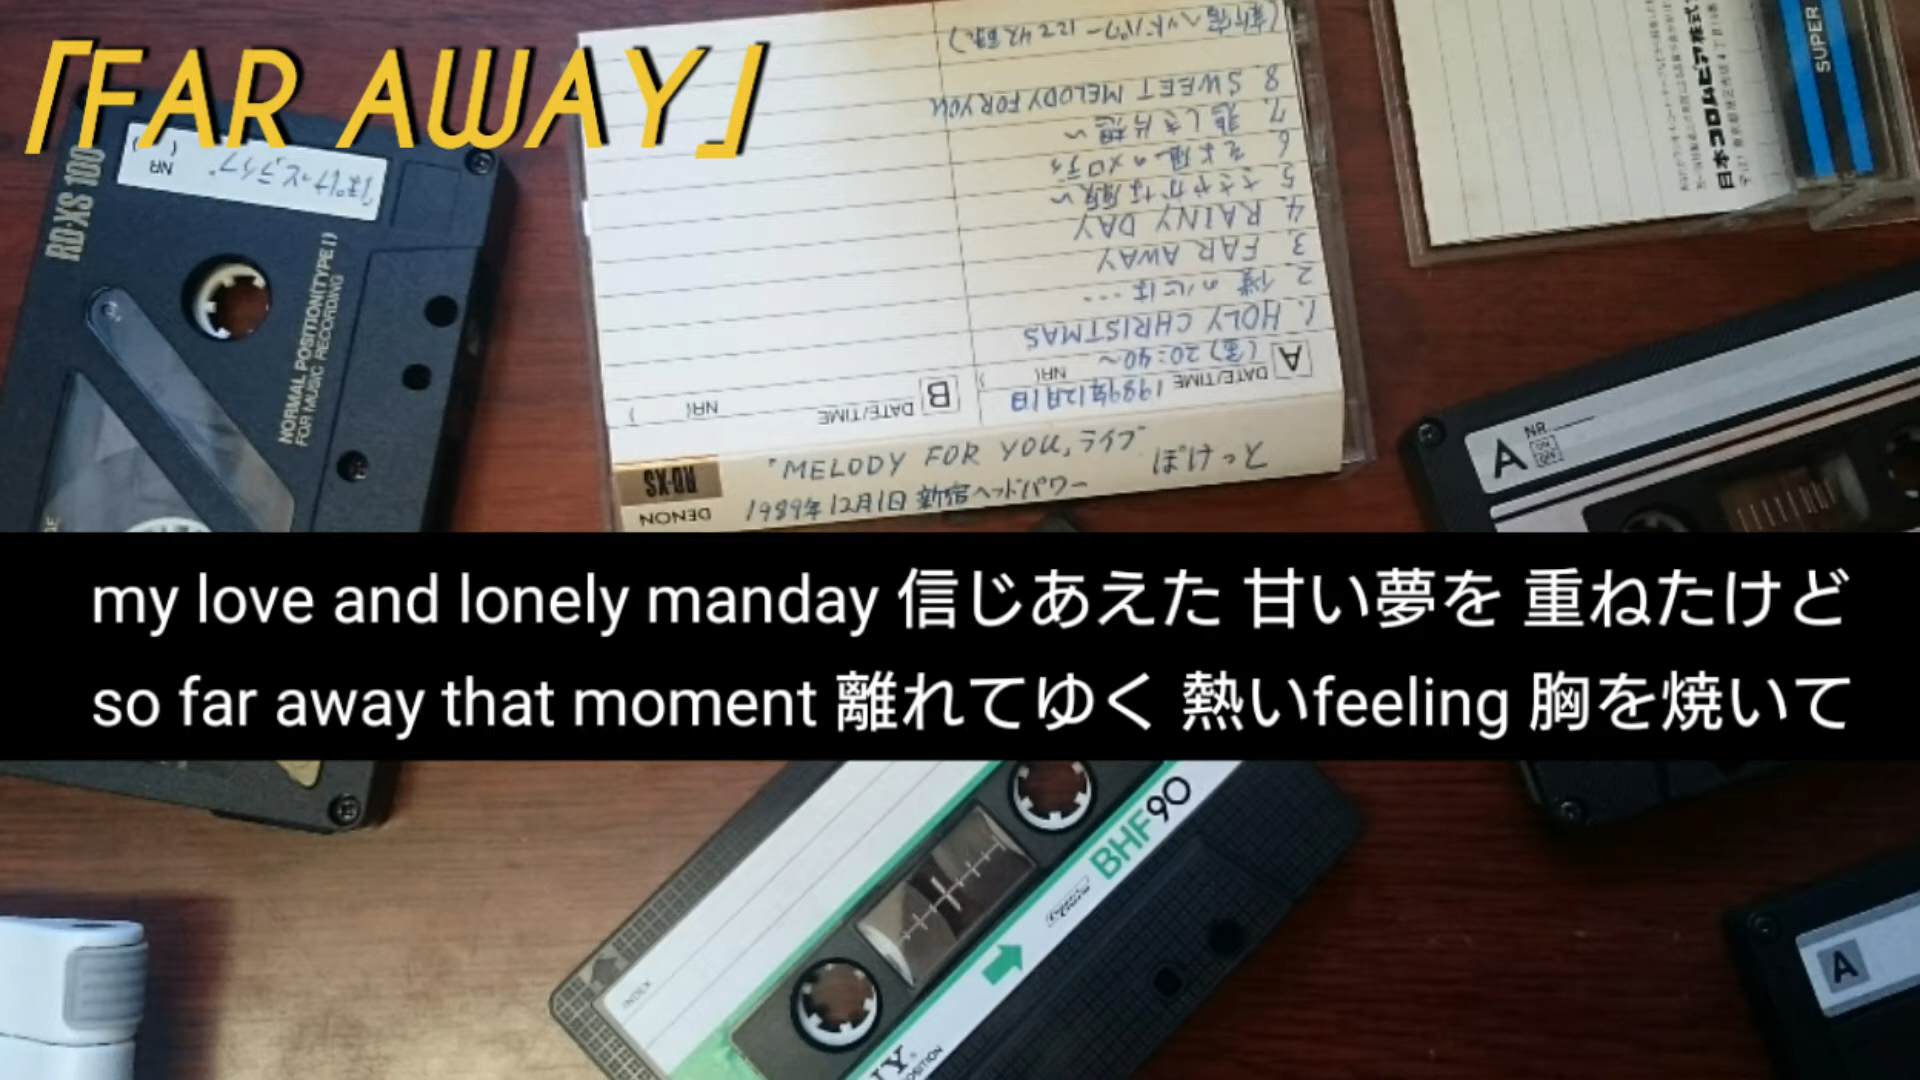 「FAR AWAY」
RD-XS 100
NR( )
"ぽけっと"ライブ
NORMAL POSITION(TYPE I)
FOR MUSIC RECORDING
DENON
1989年12月1日 新宿ヘッドパワー
RD-XS
"MELODY FOR YOU"ライブ
ぽけっと
A
DATE/TIME 1989年12月1日
(金)20:40〜
NR( )
B
DATE/TIME
NR( )
1. HOLY CHRISTMAS
2. 僕の心には…
3. FAR AWAY
4. RAINY DAY
5. ささやかな願い
6. そよ風のメロディ
7. 悲しき片想い
8 SWEET MELODY FOR YOU
(新宿ヘッドパワーにて収録)
日本コロムビア株式
SUPER
A
NR
my love and lonely manday 信じあえた 甘い夢を 重ねたけど
so far away that moment 離れてゆく 熱いfeeling 胸を焼いて
BHF90
INDEX
A